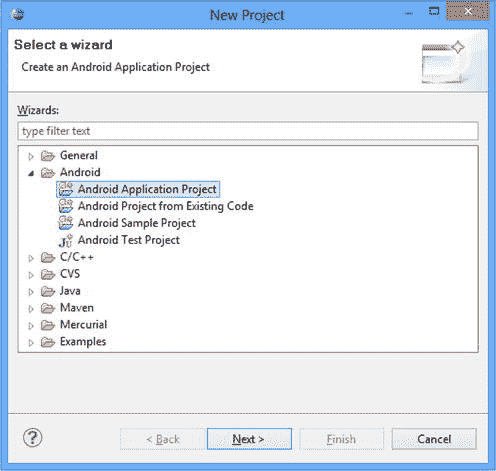 New Project
Select a wizard
Create an Android Application Project
Wizards:
type filter text
General
Android
Android Application Project
Android Project from Existing Code
Android Sample Project
Android Test Project
C/C++
CVS
Java
Maven
Mercurial
Examples
< Back
Next >
Finish
Cancel